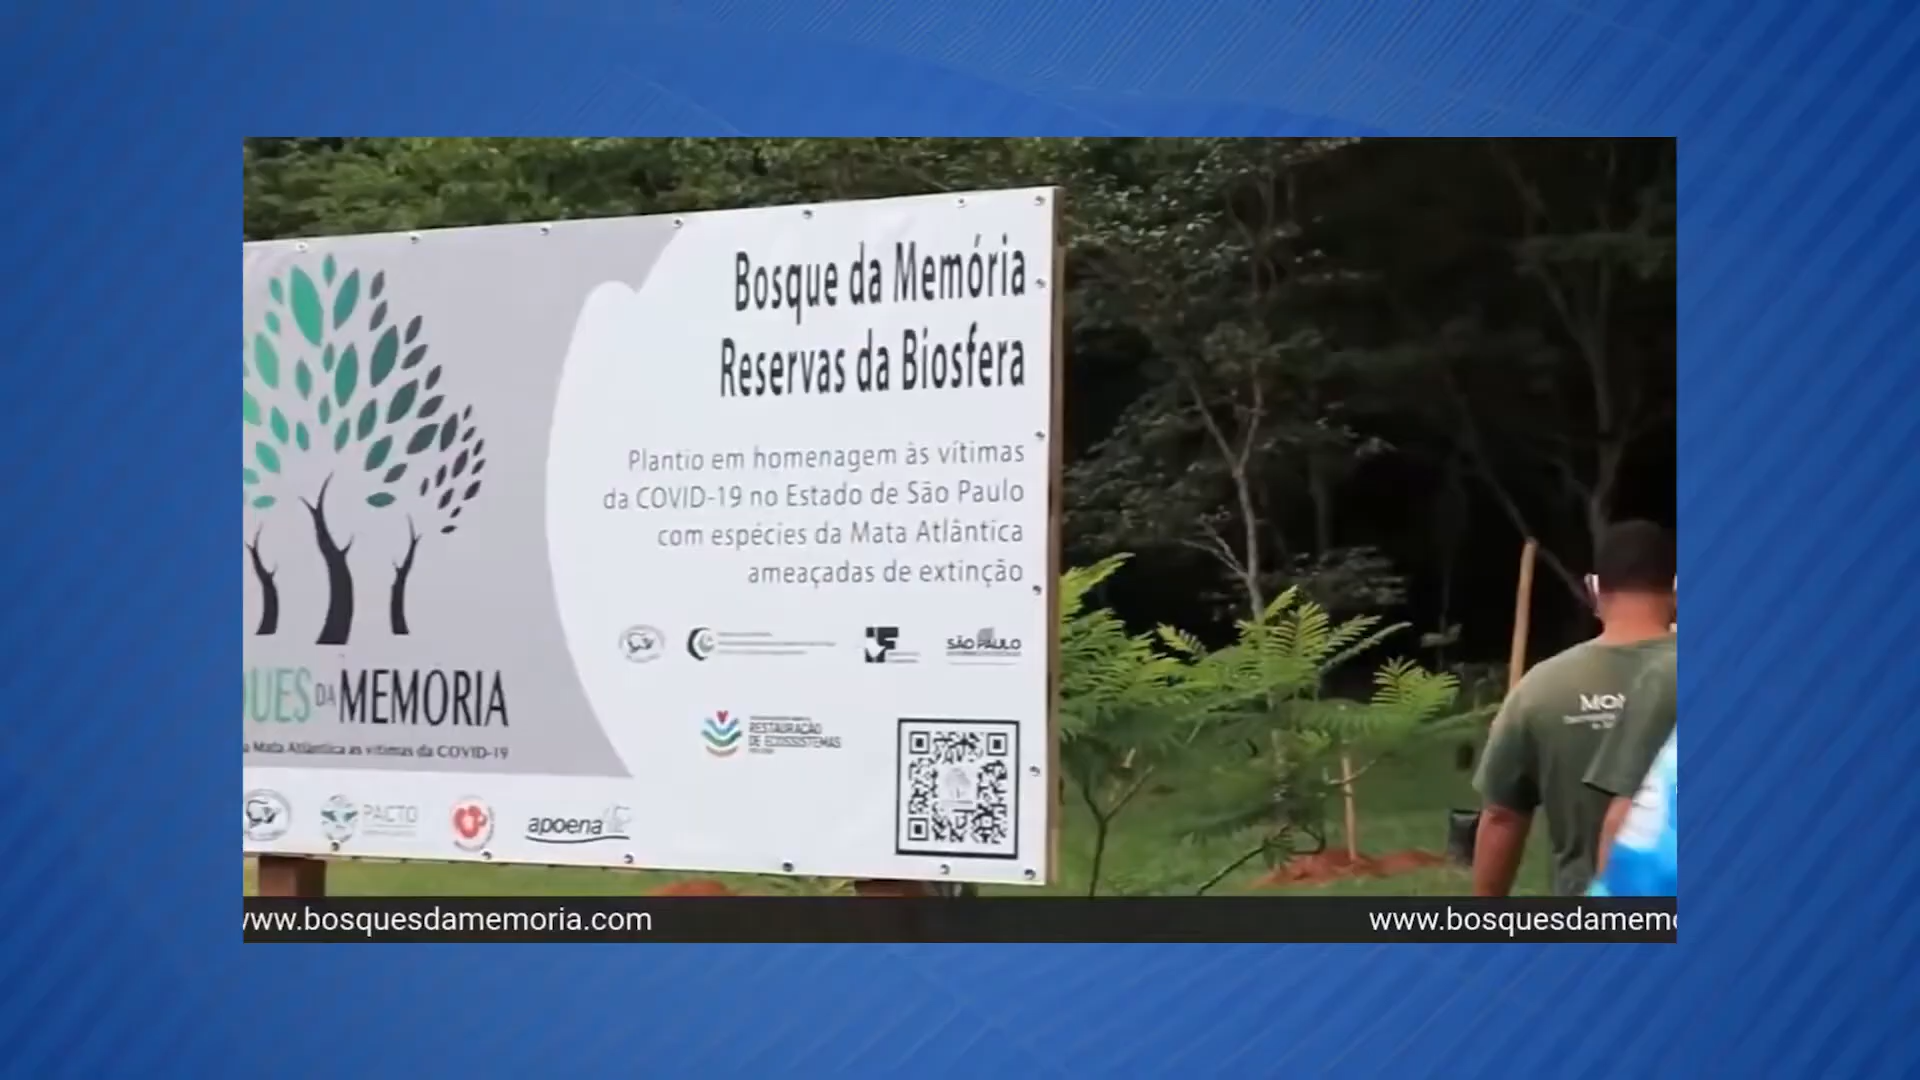 Bosque da Memória
Reservas da Biosfera
Plantio em homenagem às vítimas
da COVID-19 no Estado de São Paulo
com espécies da Mata Atlântica
ameaçadas de extinção
SÃO PAULO
RESTAURAÇÃO
DE ECOSSISTEMAS
UES DA MEMORIA
a Mata Atlântica as vítimas da COVID-19
PACTO
apoena
MON
www.bosquesdamemoria.com
www.bosquesdamemo